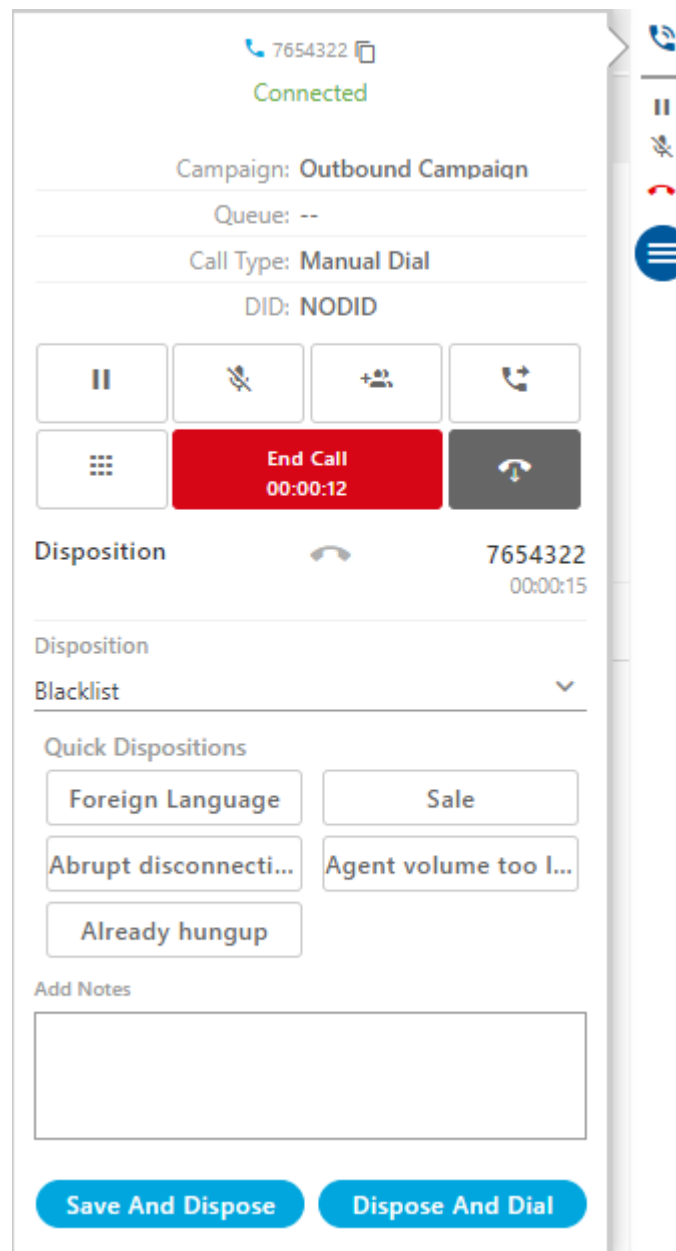 7654322
Connected
Campaign: Outbound Campaign
Queue: --
Call Type: Manual Dial
DID: NODID
End Call
00:00:12
Disposition 7654322
00:00:15
Disposition
Blacklist
Quick Dispositions
Foreign Language Sale
Abrupt disconnecti... Agent volume too l...
Already hungup
Add Notes
Save And Dispose Dispose And Dial